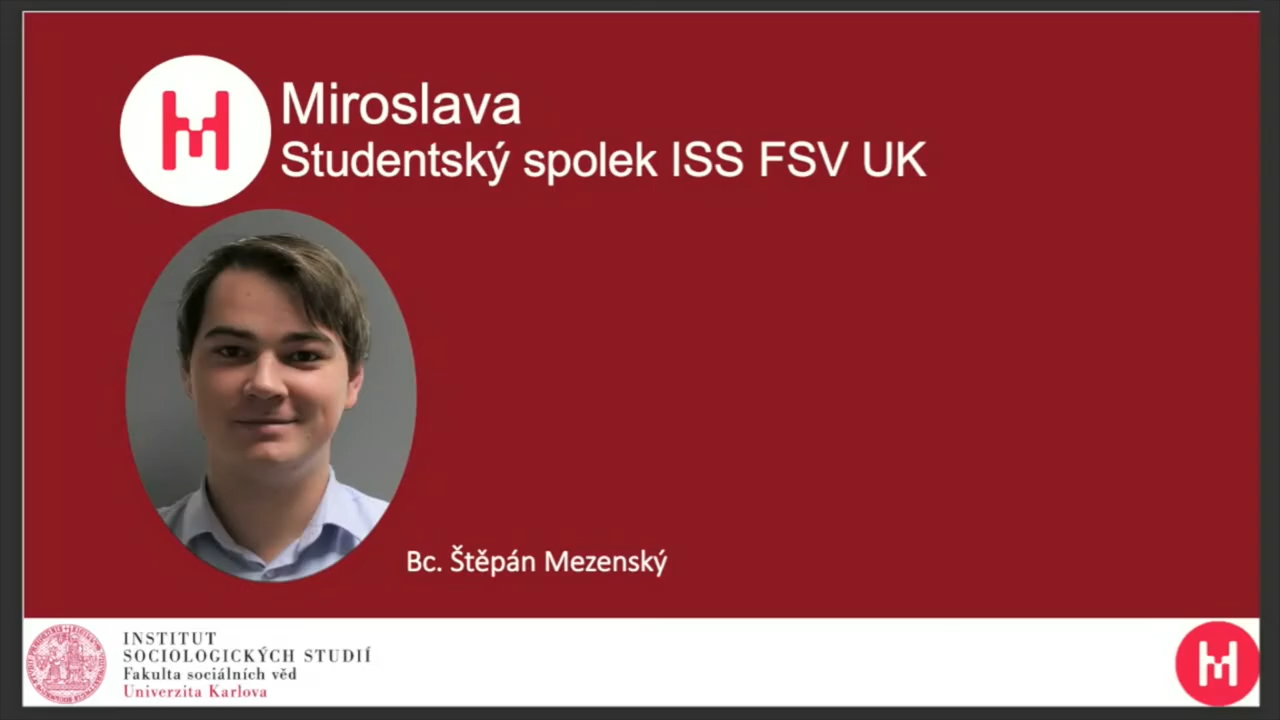 Miroslava
Studentský spolek ISS FSV UK
Bc. Štěpán Mezenský
INSTITUT
SOCIOLOGICKÝCH STUDIÍ
Fakulta sociálních věd
Univerzita Karlova